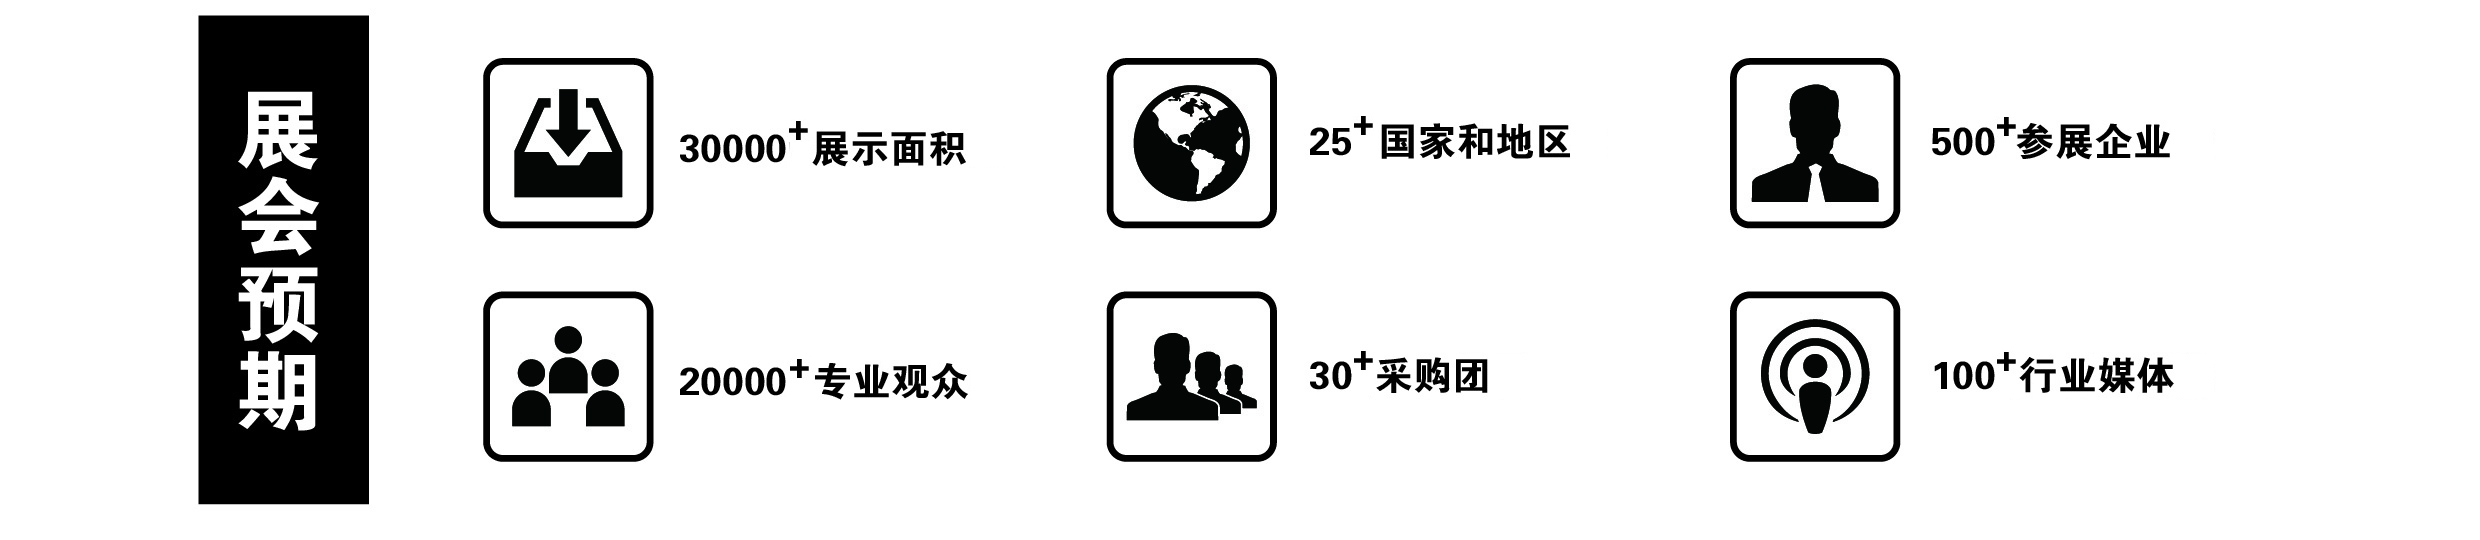 展会预期
30000+展示面积
25+国家和地区
500+参展企业
20000+专业观众
30+采购团
100+行业媒体